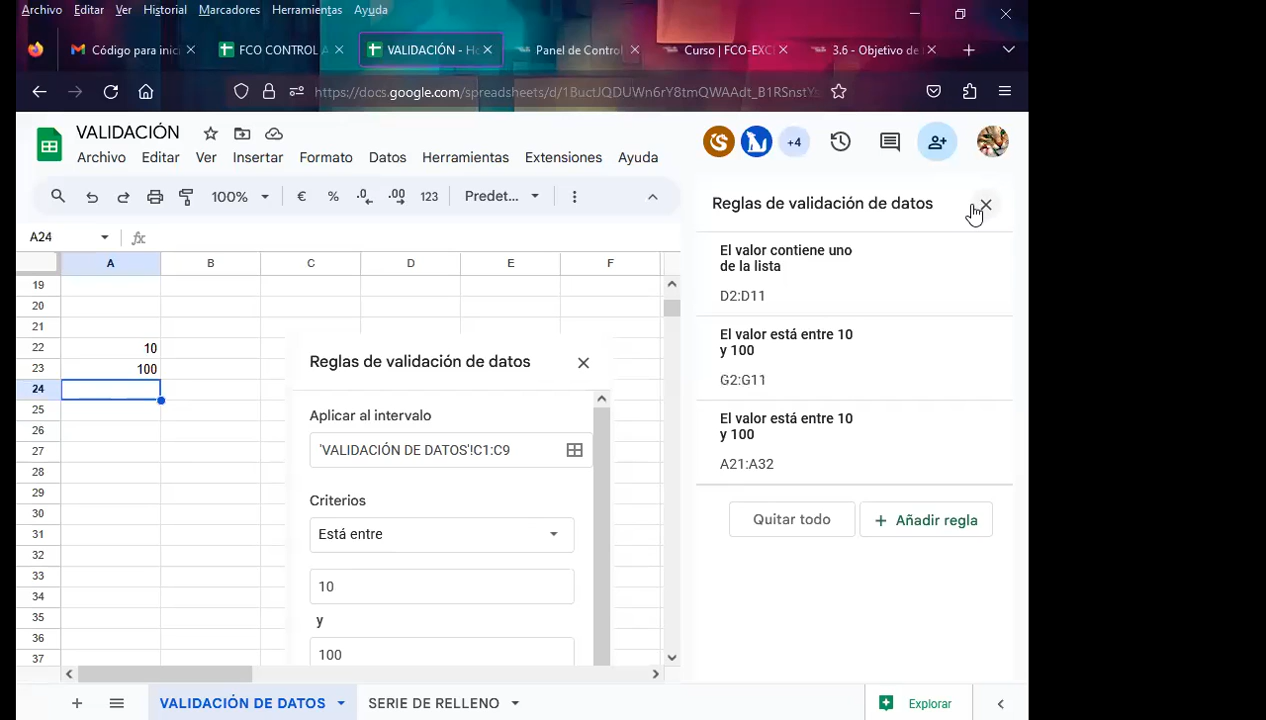 Archivo Editar Ver Historial Marcadores Herramientas Ayuda
Código para inic FCO CONTROL A VALIDACIÓN - Ho Panel de Control Curso | FCO-EXC 3.6 - Objetivo de
https://docs.google.com/spreadsheets/d/1BuctJQDUWn6rY8tmQWAAdt_B1RSnstYs
VALIDACIÓN
+4
Archivo Editar Ver Insertar Formato Datos Herramientas Extensiones Ayuda
100% € % .0 .00 123 Predet...
Reglas de validación de datos
A24 fx
A B C D E F
19
20
21
22 10
23 100
24
25
26
27
28
29
30
31
32
33
34
35
36
37
Reglas de validación de datos
Aplicar al intervalo
'VALIDACIÓN DE DATOS'!C1:C9
Criterios
Está entre
10
y
100
El valor contiene uno
de la lista
D2:D11
El valor está entre 10
y 100
G2:G11
El valor está entre 10
y 100
A21:A32
Quitar todo + Añadir regla
VALIDACIÓN DE DATOS SERIE DE RELLENO Explorar